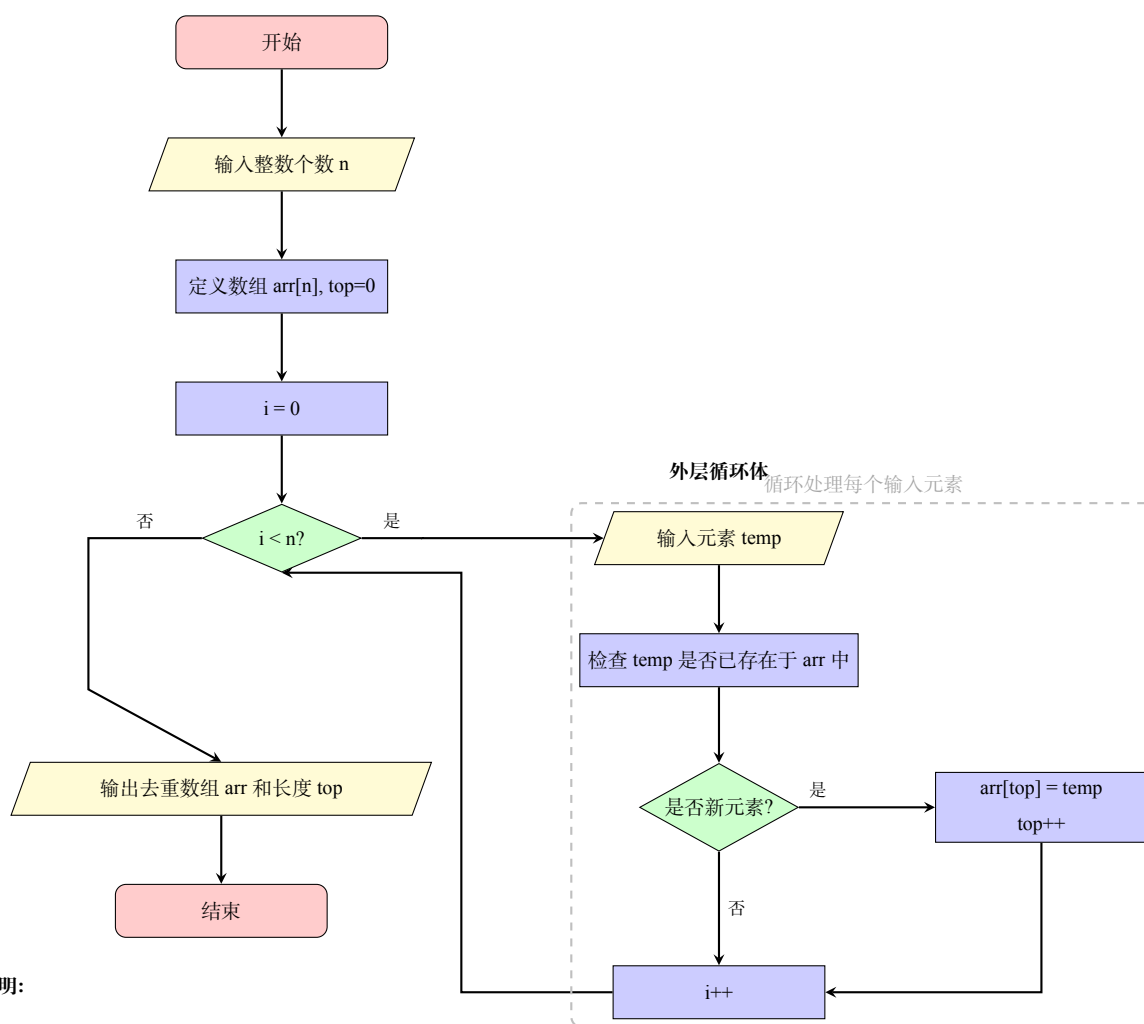 开始
输入整数个数 n
定义数组 arr[n], top=0
i = 0
外层循环体
循环处理每个输入元素
否
i < n?
是
输入元素 temp
检查 temp 是否已存在于 arr 中
输出去重数组 arr 和长度 top
是否新元素?
是
arr[top] = temp
top++
结束
否
明:
i++